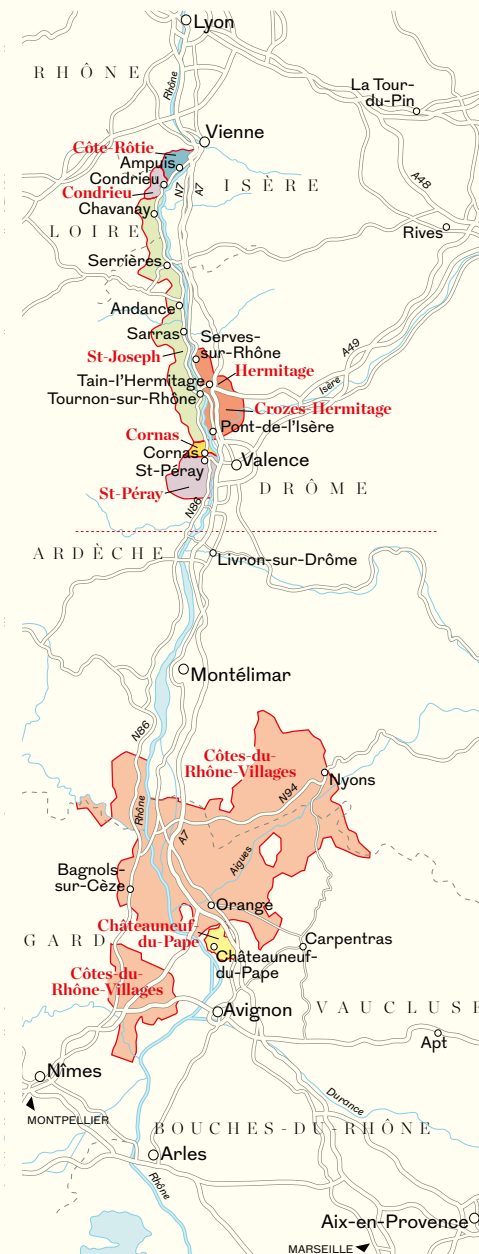 Lyon
RHÔNE
Rhône
La Tour-
du-Pin
Vienne
Côte-Rôtie
Ampuis
Condrieu
Condrieu
N7
A7
ISÈRE
A48
Chavanay
LOIRE
Rives
Serrières
Andance
Sarras
Serves-
sur-Rhône
A49
St-Joseph
Hermitage
Tain-l'Hermitage
Isère
Tournon-sur-Rhône
Crozes-Hermitage
Pont-de-l'Isère
Cornas
Cornas
St-Péray
Valence
St-Péray
DRÔME
N86
ARDÈCHE
Livron-sur-Drôme
Montélimar
N86
Côtes-du-
Rhône-Villages
Nyons
N94
Rhône
A7
Aigues
Bagnols-
sur-Cèze
Orange
Châteauneuf-
du-Pape
GARD
Carpentras
Châteauneuf-
du-Pape
Côtes-du-
Rhône-Villages
Avignon
VAUCLUSE
Apt
Nîmes
Durance
MONTPELLIER
BOUCHES-DU-RHÔNE
Arles
Rhône
Aix-en-Provence
MARSEILLE